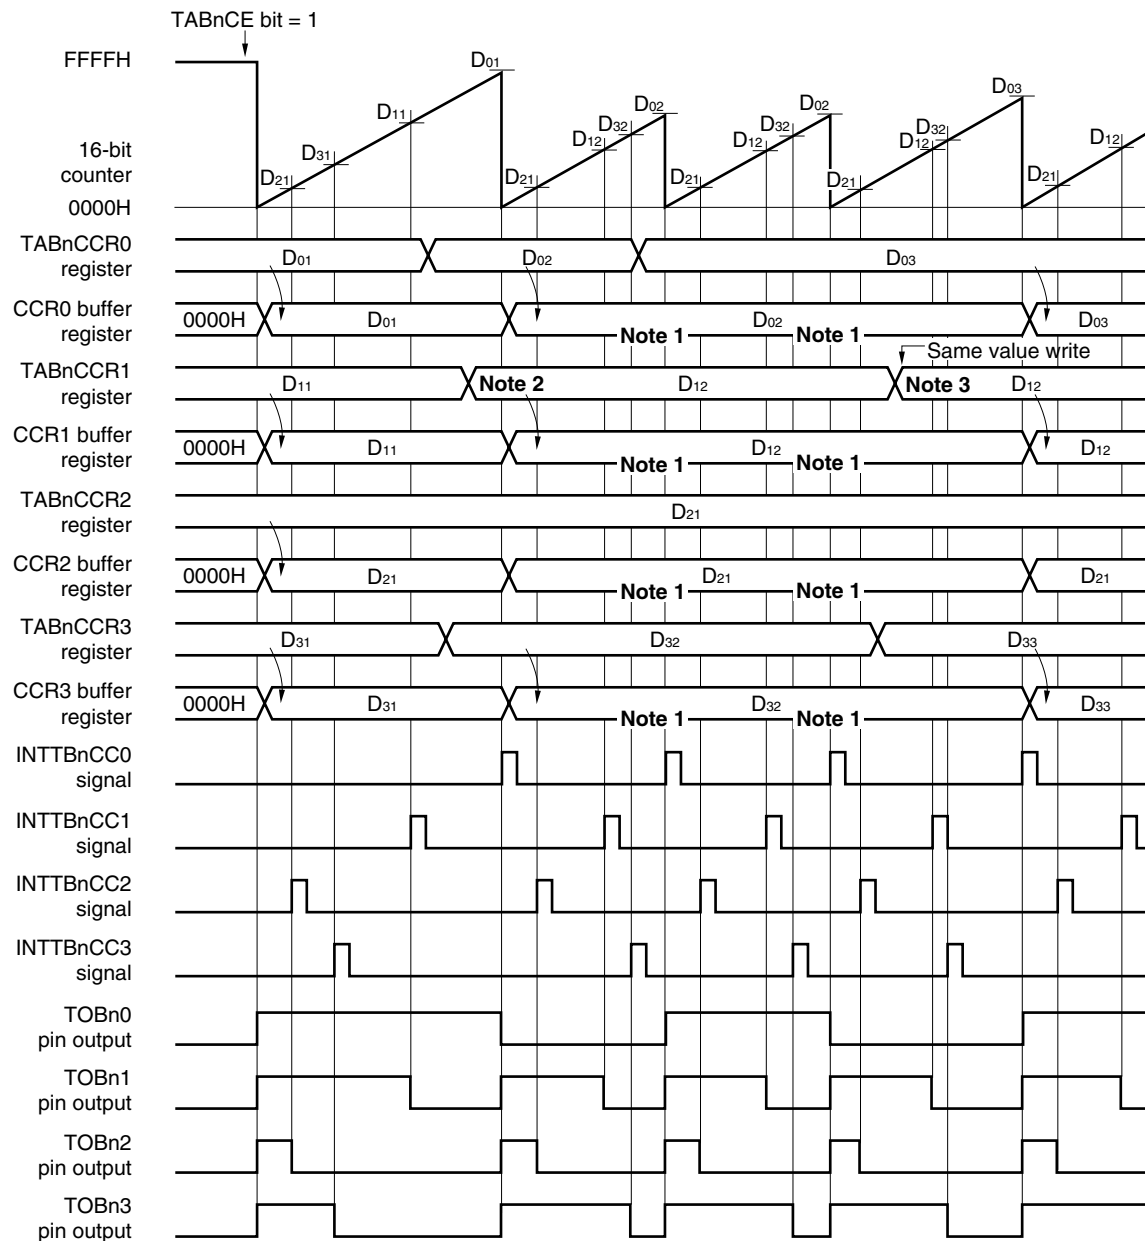 TABnCE bit = 1
FFFFH
16-bit
counter
0000H
D21 D31 D11 D01 D21 D12 D32 D02 D21 D12 D32 D02 D21 D12 D32 D03 D21 D12
TABnCCR0
register
D01 D02 D03
CCR0 buffer
register
0000H D01 D02 D03
Note 1 Note 1
Same value write
TABnCCR1
register
D11 Note 2 D12 Note 3 D12
CCR1 buffer
register
0000H D11 D12 D12
Note 1 Note 1
TABnCCR2
register
D21
CCR2 buffer
register
0000H D21 D21 D21
Note 1 Note 1
TABnCCR3
register
D31 D32 D33
CCR3 buffer
register
0000H D31 D32 D33
Note 1 Note 1
INTTBnCC0
signal
INTTBnCC1
signal
INTTBnCC2
signal
INTTBnCC3
signal
TOBn0
pin output
TOBn1
pin output
TOBn2
pin output
TOBn3
pin output